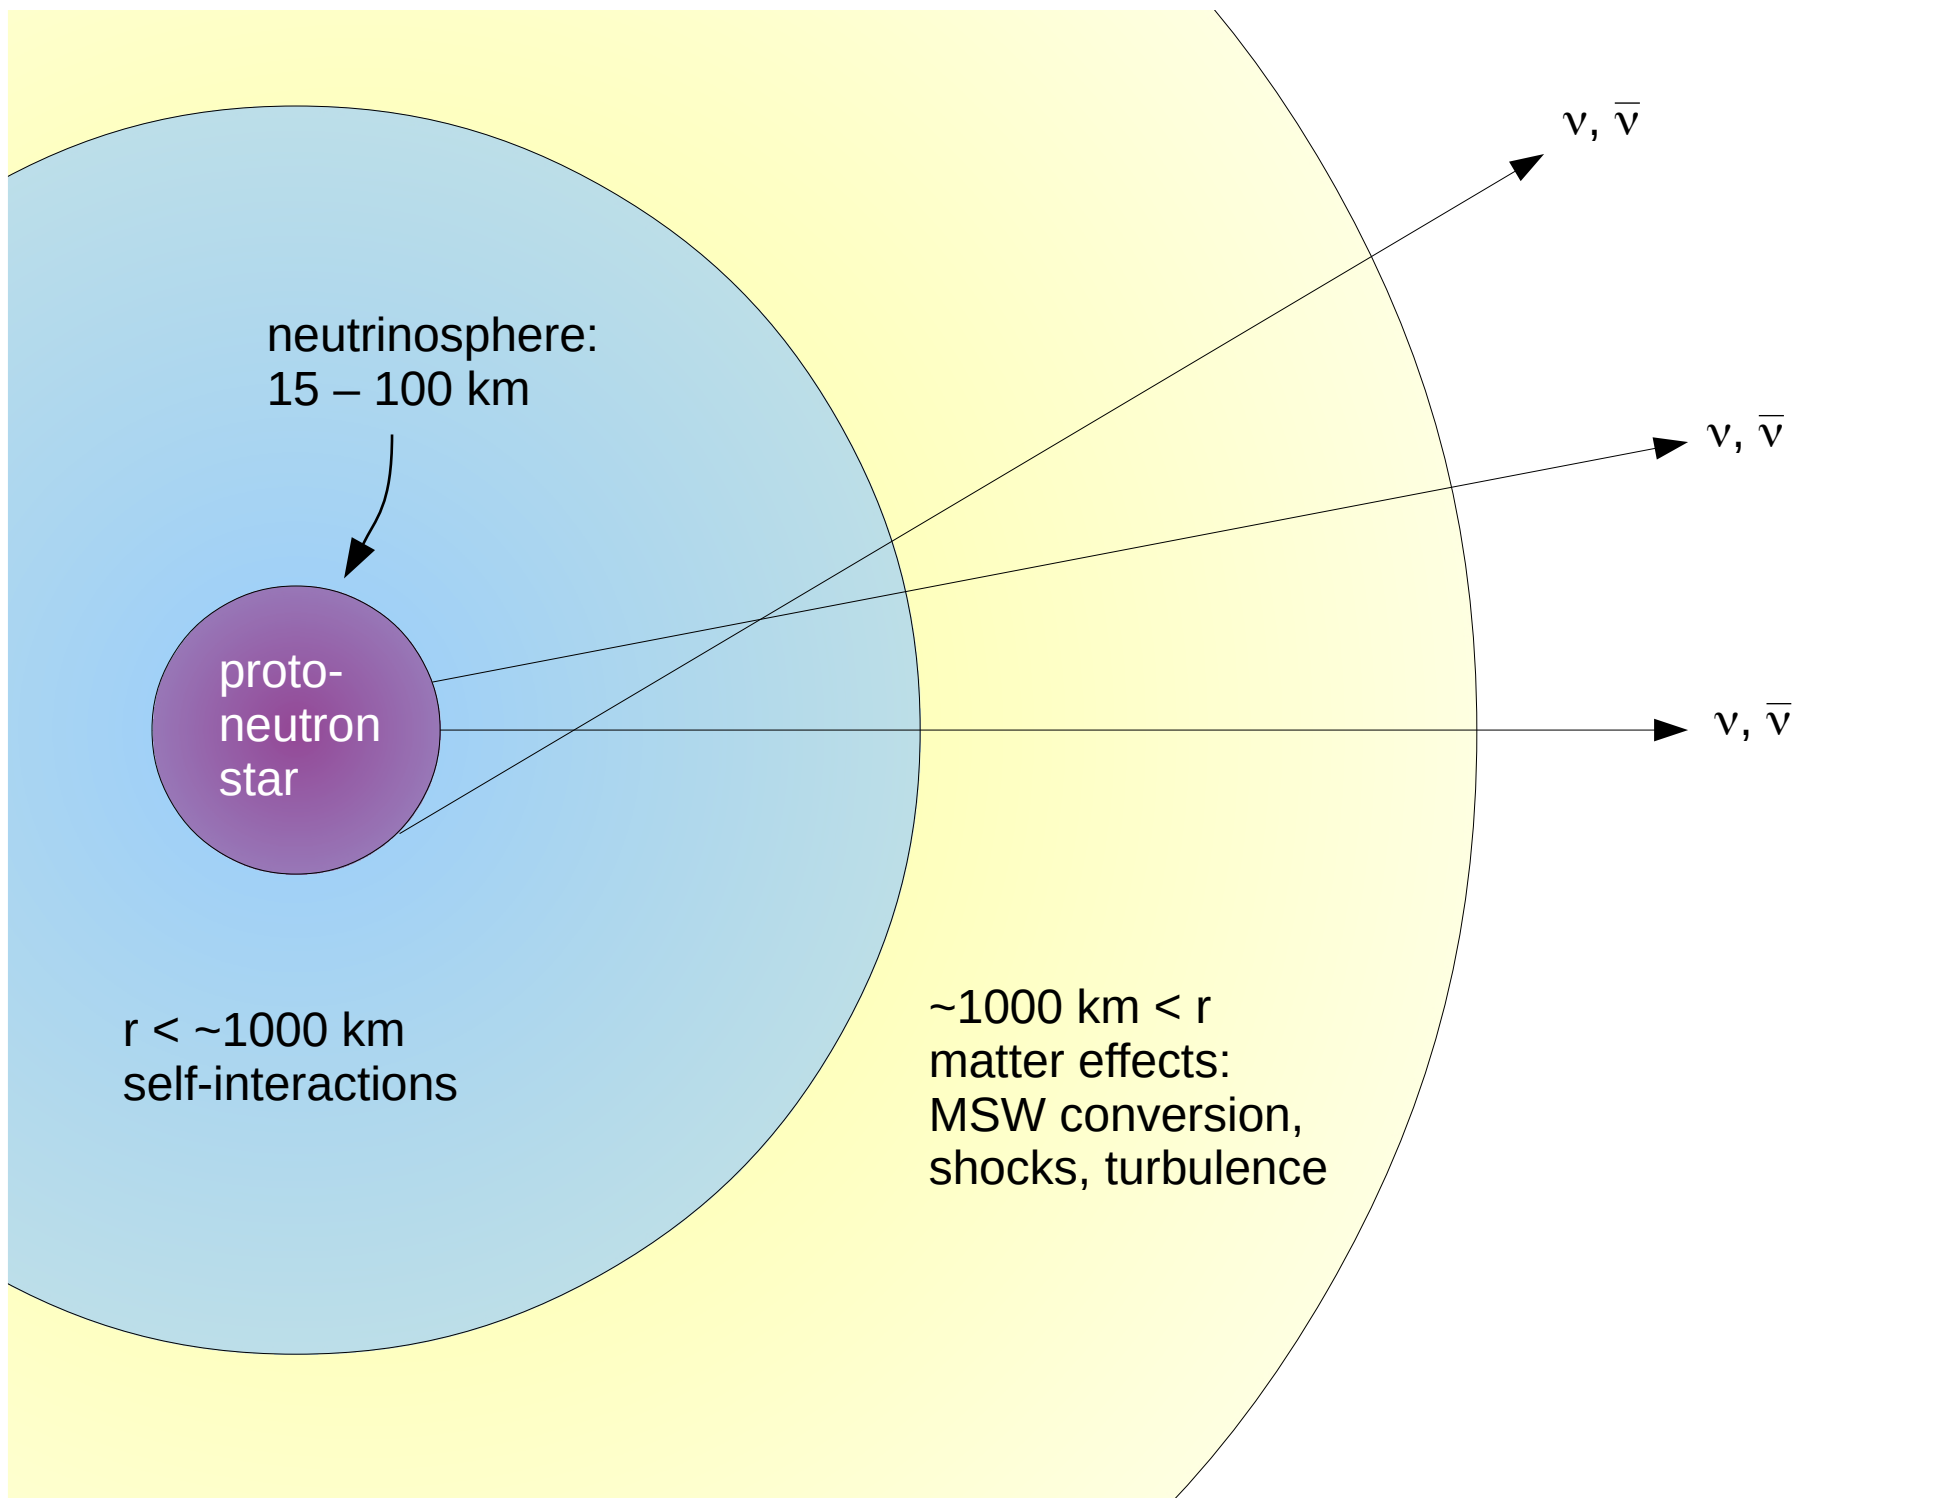 ν, ν̅
neutrinosphere:
15 – 100 km
ν, ν̅
proto-
neutron
star
ν, ν̅
r < ~1000 km
self-interactions
~1000 km < r
matter effects:
MSW conversion,
shocks, turbulence